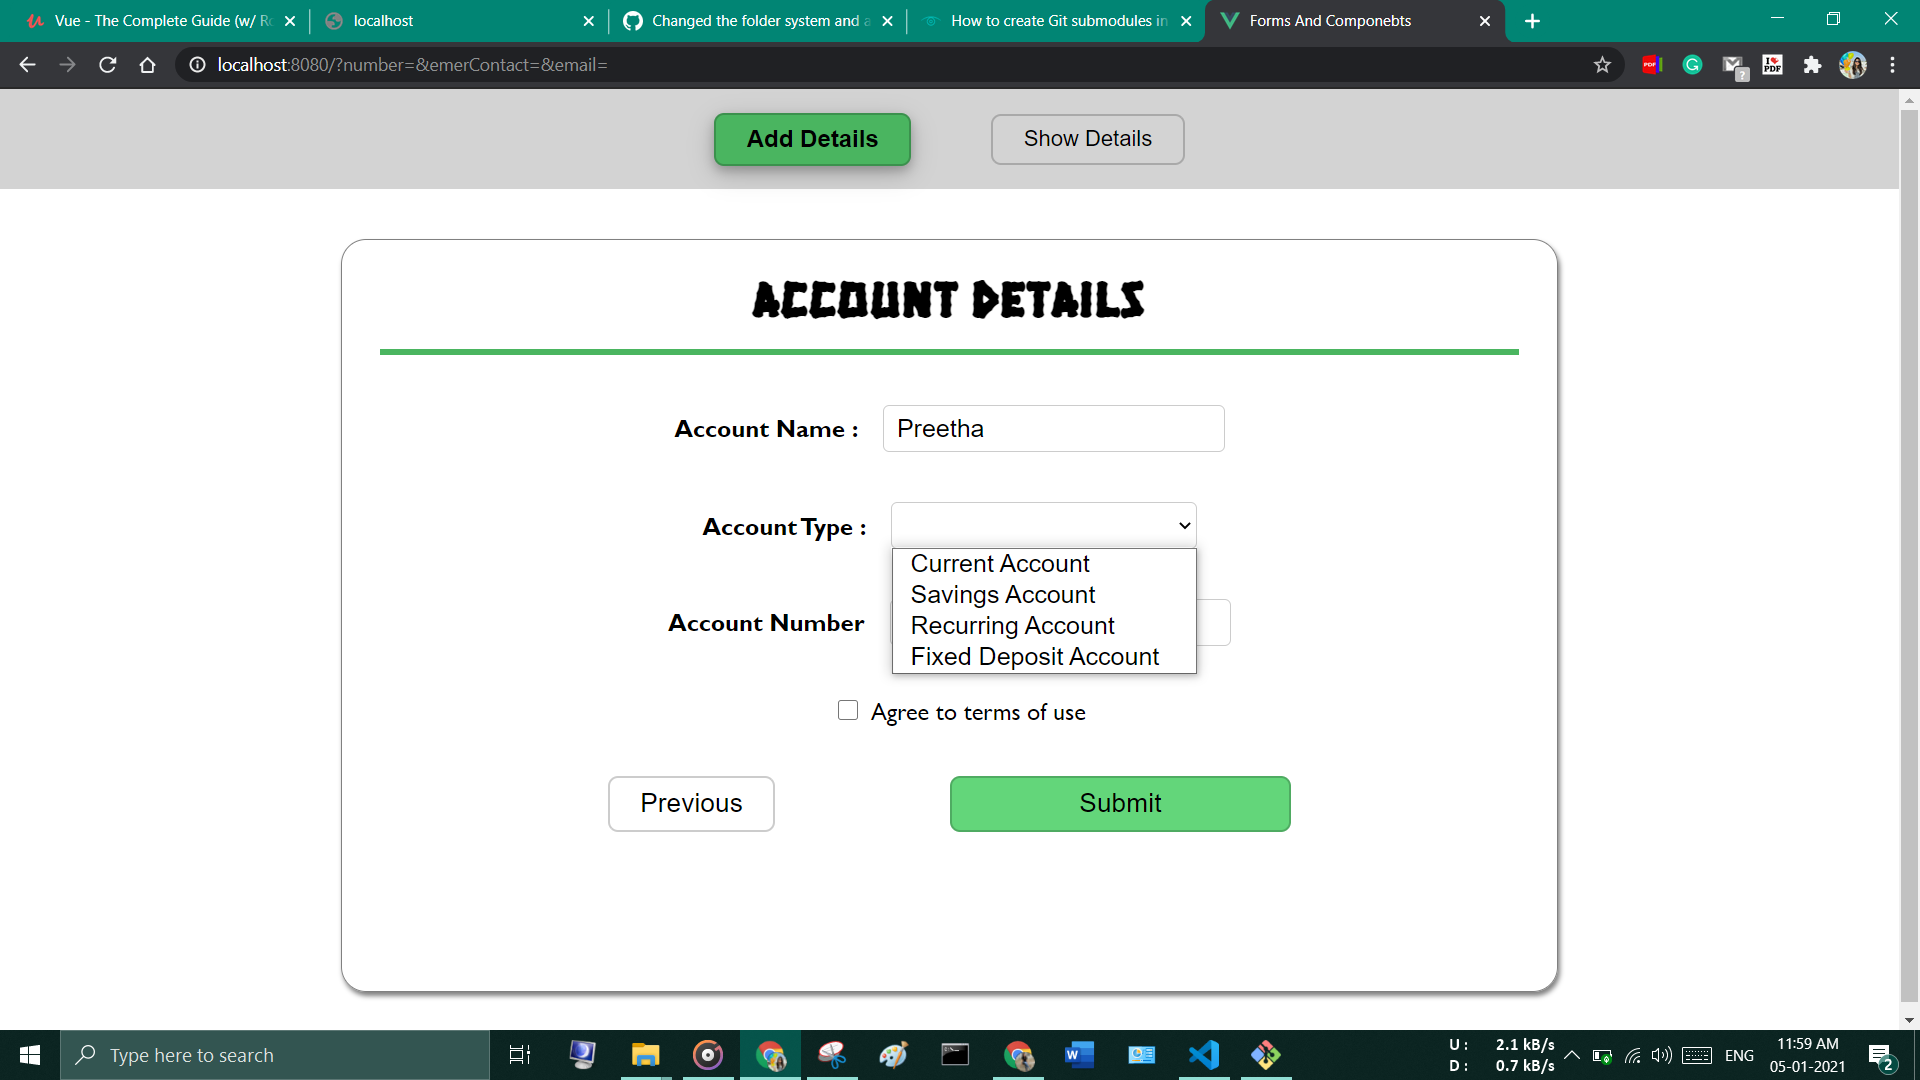 Vue - The Complete Guide (w/ Ro
localhost
Changed the folder system and a
How to create Git submodules in
Forms And Componebts
localhost:8080/?number=&emerContact=&email=
Add Details
Show Details
ACCOUNT DETAILS
Account Name :
Preetha
Account Type :
Current Account
Savings Account
Recurring Account
Fixed Deposit Account
Account Number
Agree to terms of use
Previous
Submit
Type here to search
U : 2.1 kB/s
D : 0.7 kB/s
ENG
11:59 AM
05-01-2021
2